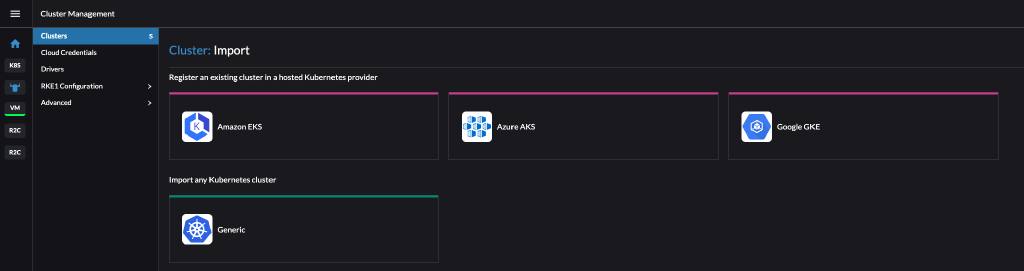 Cluster Management
Clusters 5
Cloud Credentials
Drivers
RKE1 Configuration
Advanced
K8S
VM
R2C
R2C
Cluster: Import
Register an existing cluster in a hosted Kubernetes provider
Amazon EKS
Azure AKS
Google GKE
Import any Kubernetes cluster
Generic